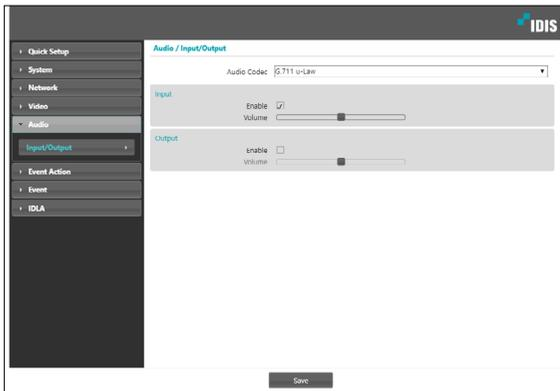 IDIS
Quick Setup
System
Network
Video
Audio
Input/Output
Event Action
Event
IDLA
Audio / Input/Output
Audio Codec G.711 u-Law
Input
Enable
Volume
Output
Enable
Volume
Save